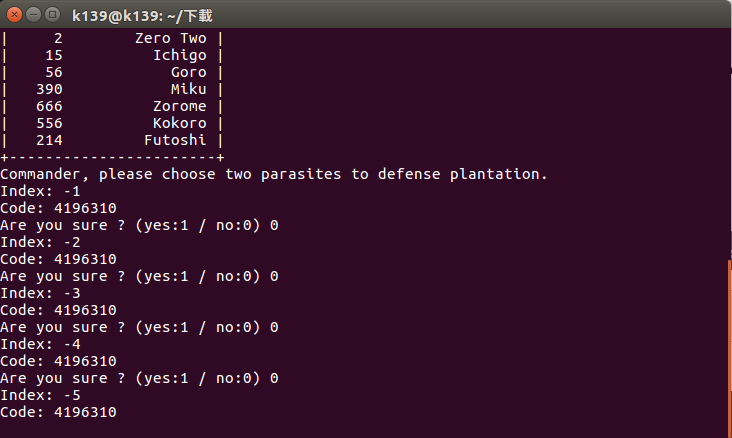 k139@k139: ~/下載
| 2 Zero Two |
| 15 Ichigo |
| 56 Goro |
| 390 Miku |
| 666 Zorome |
| 556 Kokoro |
| 214 Futoshi |
+-----------------------+
Commander, please choose two parasites to defense plantation.
Index: -1
Code: 4196310
Are you sure ? (yes:1 / no:0) 0
Index: -2
Code: 4196310
Are you sure ? (yes:1 / no:0) 0
Index: -3
Code: 4196310
Are you sure ? (yes:1 / no:0) 0
Index: -4
Code: 4196310
Are you sure ? (yes:1 / no:0) 0
Index: -5
Code: 4196310